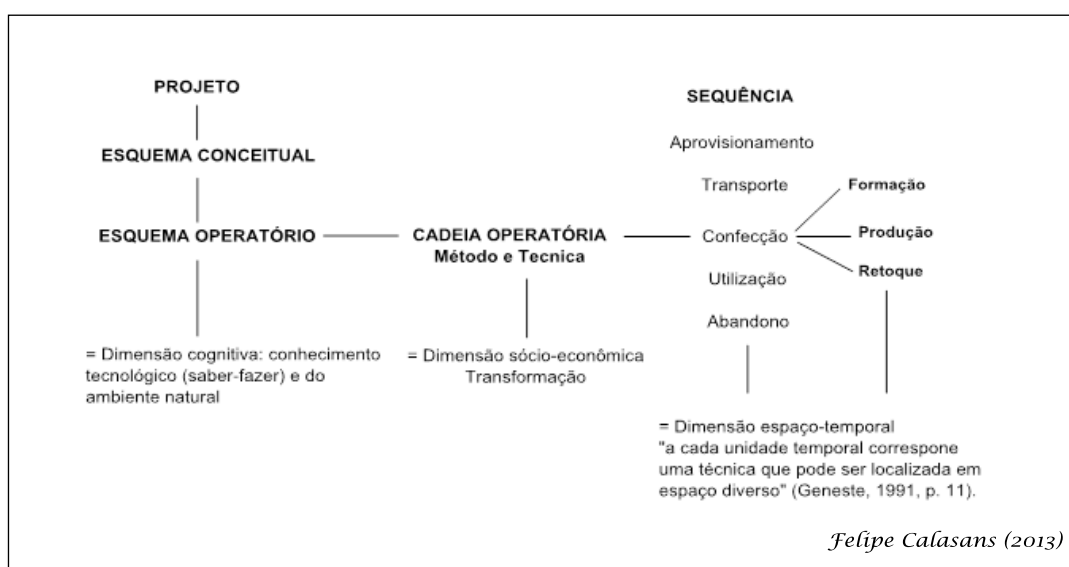 PROJETO
ESQUEMA CONCEITUAL
ESQUEMA OPERATÓRIO
= Dimensão cognitiva: conhecimento
tecnológico (saber-fazer) e do
ambiente natural
CADEIA OPERATÓRIA
Método e Tecnica
= Dimensão sócio-econômica
Transformação
SEQUÊNCIA
Aprovisionamento
Transporte
Confecção
Utilização
Abandono
Formação
Produção
Retoque
= Dimensão espaço-temporal
"a cada unidade temporal correspone
uma técnica que pode ser localizada em
espaço diverso" (Geneste, 1991, p. 11).
Felipe Calasans (2013)